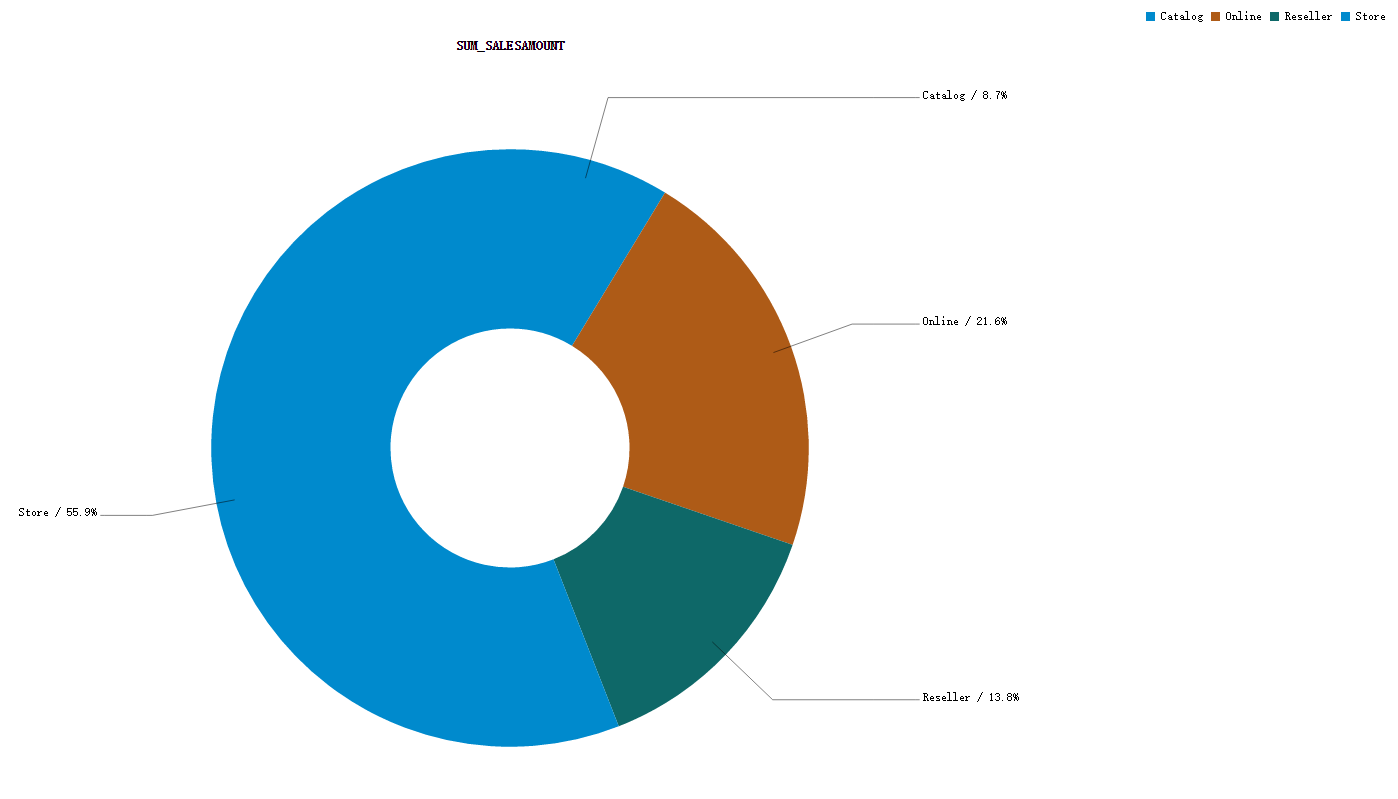 Catalog Online Reseller Store
SUM_SALESAMOUNT
Catalog / 8.7%
Online / 21.6%
Store / 55.9%
Reseller / 13.8%